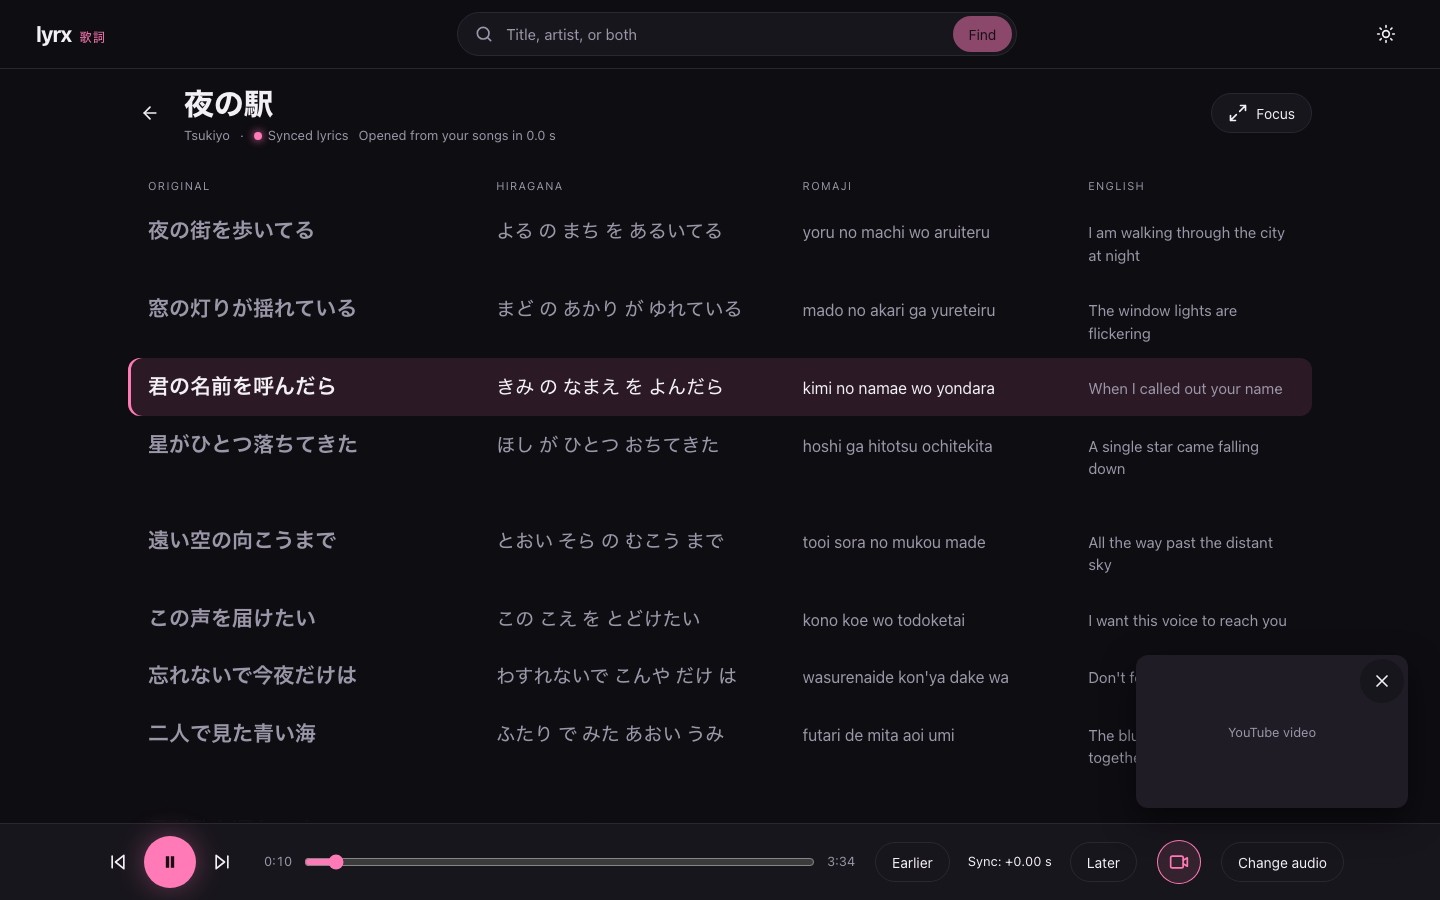 lyrx 歌詞
Title, artist, or both
Find
夜の駅
Tsukiyo · Synced lyrics Opened from your songs in 0.0 s
Focus
ORIGINAL HIRAGANA ROMAJI ENGLISH
夜の街を歩いてる よる の まち を あるいてる yoru no machi wo aruiteru I am walking through the city
at night
窓の灯りが揺れている まど の あかり が ゆれている mado no akari ga yureteiru The window lights are
flickering
君の名前を呼んだら きみ の なまえ を よんだら kimi no namae wo yondara When I called out your name
星がひとつ落ちてきた ほし が ひとつ おちてきた hoshi ga hitotsu ochitekita A single star came falling
down
遠い空の向こうまで とおい そら の むこう まで tooi sora no mukou made All the way past the distant
sky
この声を届けたい この こえ を とどけたい kono koe wo todoketai I want this voice to reach you
忘れないで今夜だけは わすれないで こんや だけ は wasurenaide kon'ya dake wa Don't
二人で見た青い海 ふたり で みた あおい うみ futari de mita aoi umi The
YouTube video
0:10 3:34 Earlier Sync: +0.00 s Later Change audio